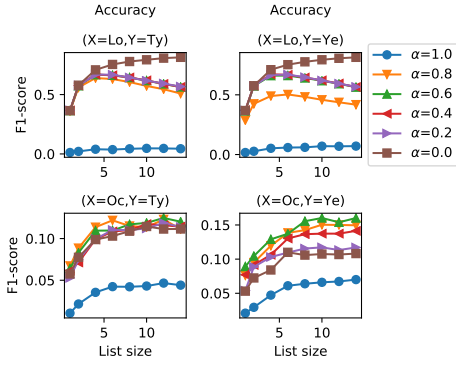 Accuracy
Accuracy
(X=Lo,Y=Ty)
(X=Lo,Y=Ye)
F1-score
0.5
0.0
5
10
0.5
0.0
5
10
α=1.0
α=0.8
α=0.6
α=0.4
α=0.2
α=0.0
(X=Oc,Y=Ty)
(X=Oc,Y=Ye)
F1-score
0.10
0.05
5
10
List size
0.15
0.10
0.05
5
10
List size